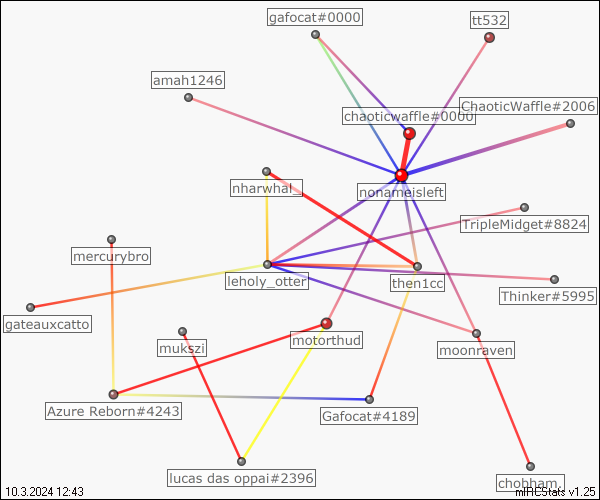 gafocat#0000
tt532
amah1246
ChaoticWaffle#2006
chaoticwaffle#0000
nharwhal_
nonameisleft
TripleMidget#8824
mercurybro
leholy_otter
then1cc
Thinker#5995
gateauxcatto
motorthud
mukszi
moonraven
Azure Reborn#4243
Gafocat#4189
lucas das oppai#2396
chobham.
10.3.2024 12:43
mIRCStats v1.25